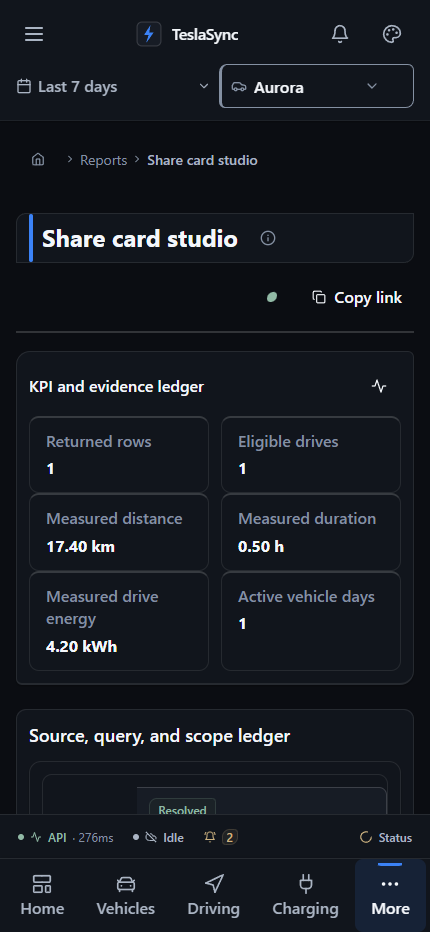 TeslaSync
Last 7 days
Aurora
Reports
Share card studio
Share card studio
Copy link
KPI and evidence ledger
Returned rows
1
Eligible drives
1
Measured distance
17.40 km
Measured duration
0.50 h
Measured drive
energy
4.20 kWh
Active vehicle days
1
Source, query, and scope ledger
Resolved
API · 276ms
Idle
2
Status
Home
Vehicles
Driving
Charging
More